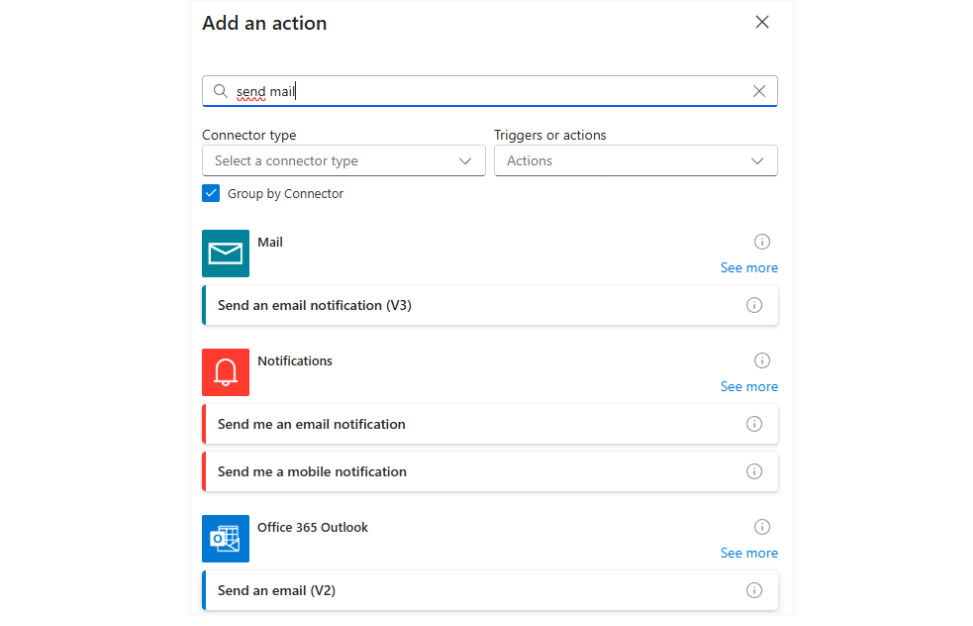 Add an action
send mail
Connector type
Triggers or actions
Select a connector type
Actions
Group by Connector
Mail
See more
Send an email notification (V3)
Notifications
See more
Send me an email notification
Send me a mobile notification
Office 365 Outlook
See more
Send an email (V2)